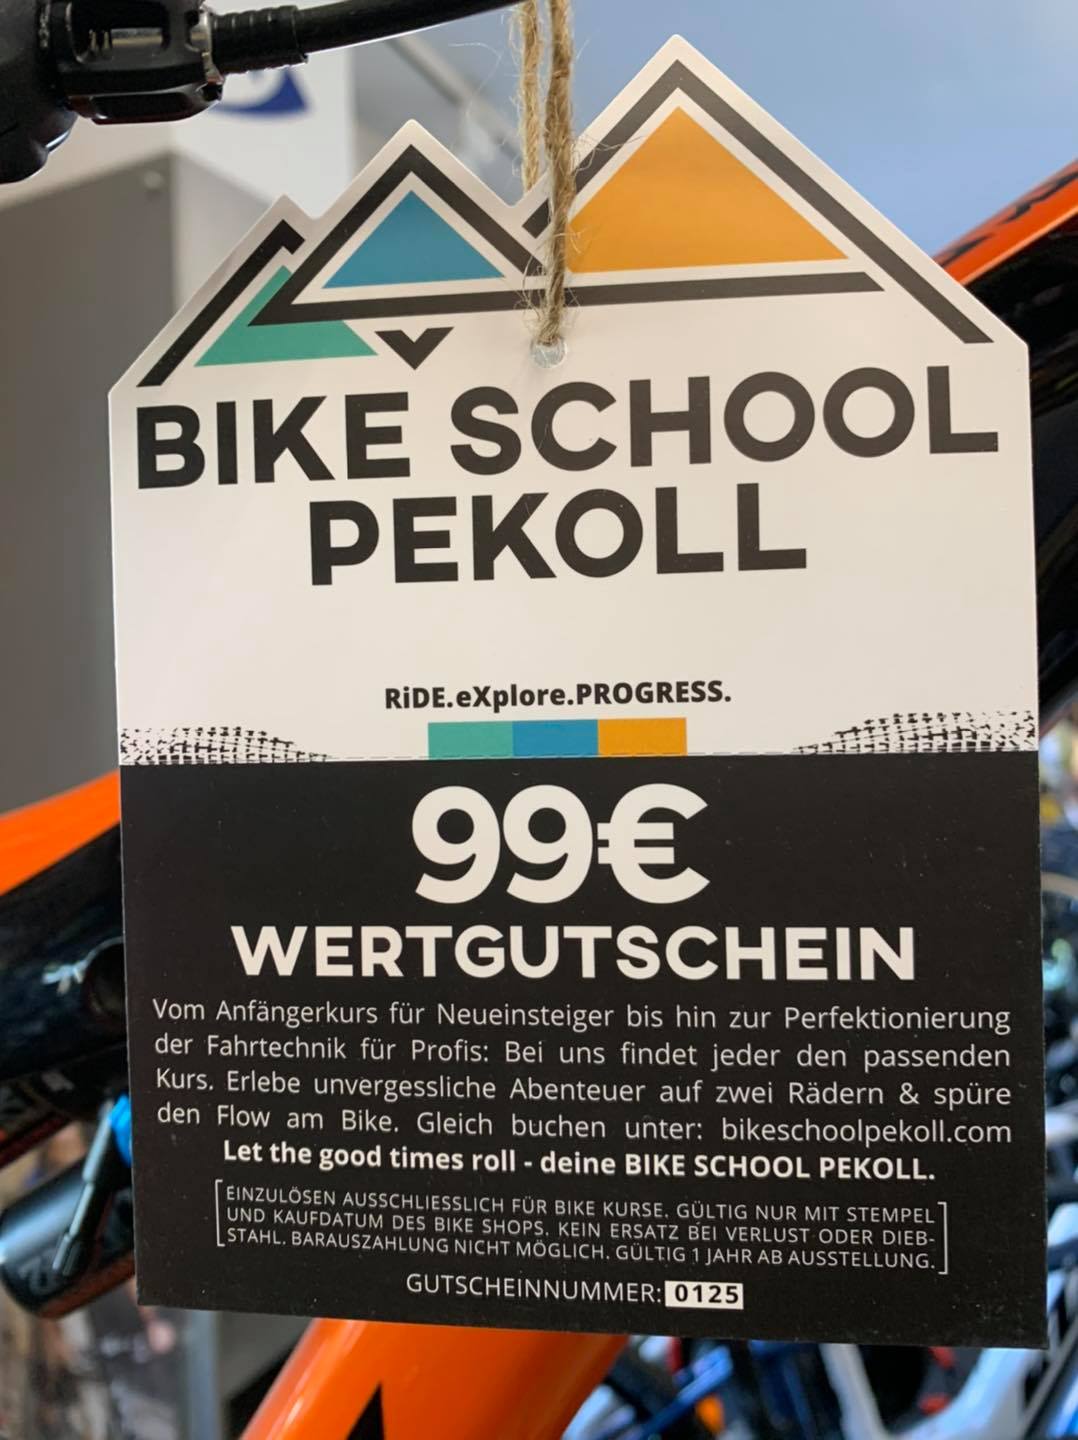 BIKE SCHOOL
PEKOLL
RiDE.eXplore.PROGRESS.
99€
WERTGUTSCHEIN
Vom Anfängerkurs für Neueinsteiger bis hin zur Perfektionierung
der Fahrtechnik für Profis: Bei uns findet jeder den passenden
Kurs. Erlebe unvergessliche Abenteuer auf zwei Rädern & spüre
den Flow am Bike. Gleich buchen unter: bikeschoolpekoll.com
Let the good times roll - deine BIKE SCHOOL PEKOLL.
EINZULÖSEN AUSSCHLIESSLICH FÜR BIKE KURSE. GÜLTIG NUR MIT STEMPEL
UND KAUFDATUM DES BIKE SHOPS. KEIN ERSATZ BEI VERLUST ODER DIEB-
STAHL. BARAUSZAHLUNG NICHT MÖGLICH. GÜLTIG 1 JAHR AB AUSSTELLUNG.
GUTSCHEINNUMMER: 0125